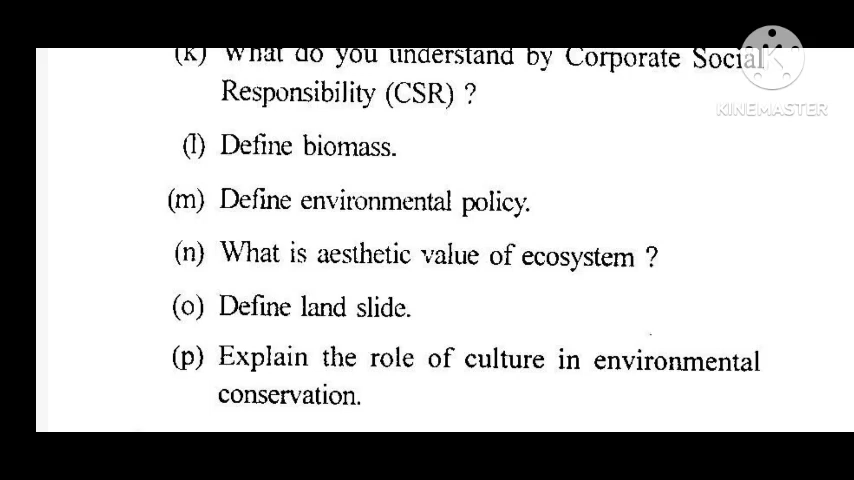 (k) What do you understand by Corporate Social
Responsibility (CSR) ?
KINEMASTER
(l) Define biomass.
(m) Define environmental policy.
(n) What is aesthetic value of ecosystem ?
(o) Define land slide.
(p) Explain the role of culture in environmental
conservation.